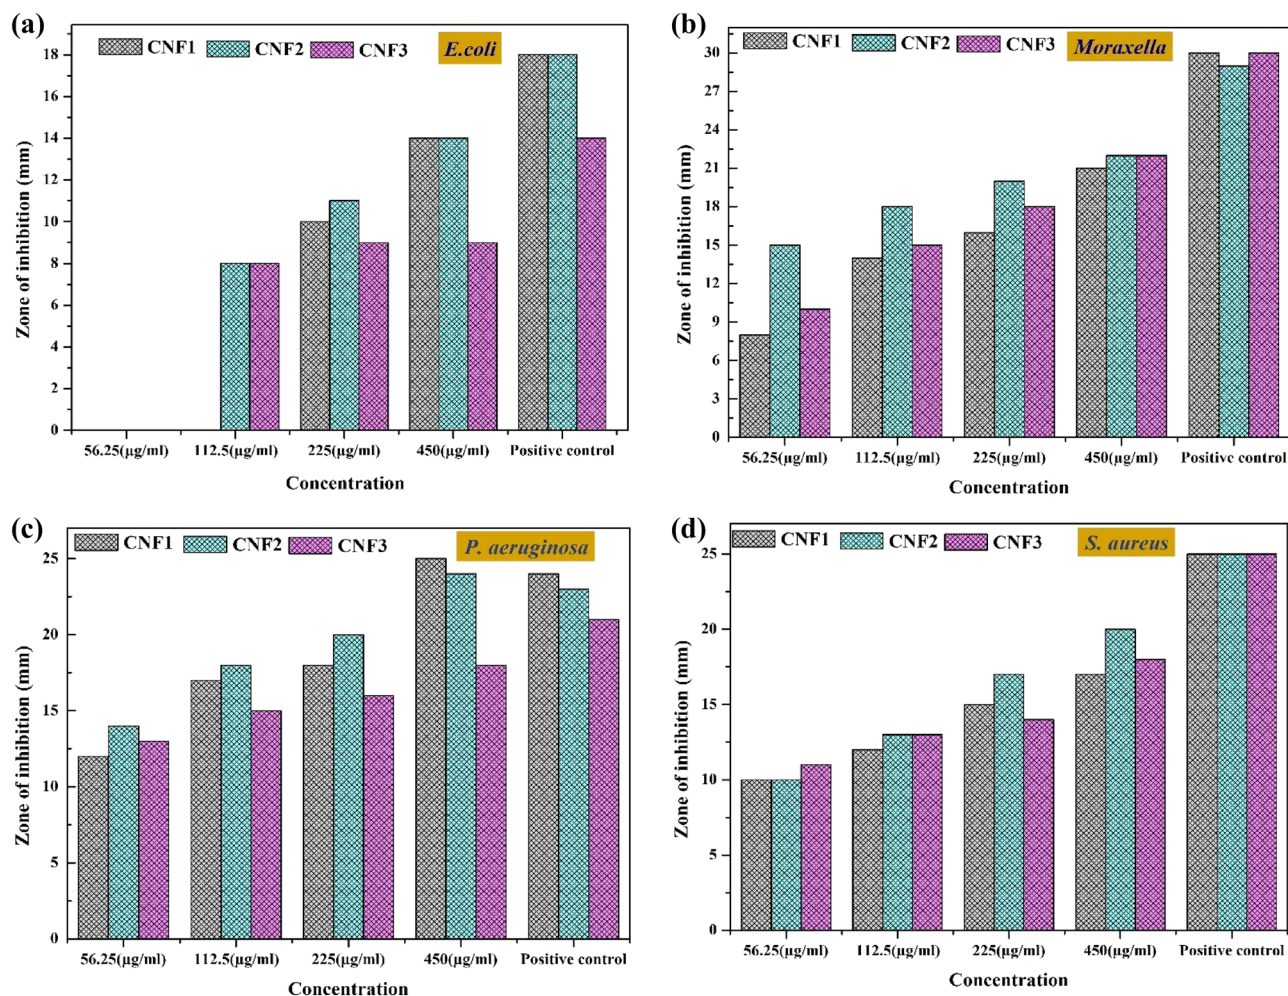 (a)
CNF1 CNF2 CNF3
E.coli
18
16
14
12
10
8
6
4
2
0
Zone of inhibition (mm)
56.25(μg/ml) 112.5(μg/ml) 225(μg/ml) 450(μg/ml) Positive control
Concentration
(b)
CNF1 CNF2 CNF3
Moraxella
30
27
24
21
18
15
12
9
6
3
0
Zone of inhibition (mm)
56.25(μg/ml) 112.5(μg/ml) 225(μg/ml) 450(μg/ml) Positive control
Concentration
(c)
CNF1 CNF2 CNF3
P. aeruginosa
25
20
15
10
5
0
Zone of inhibition (mm)
56.25(μg/ml) 112.5(μg/ml) 225(μg/ml) 450(μg/ml) Positive control
Concentration
(d)
CNF1 CNF2 CNF3
S. aureus
25
20
15
10
5
0
Zone of inhibition (mm)
56.25(μg/ml) 112.5(μg/ml) 225(μg/ml) 450(μg/ml) Positive control
Concentration